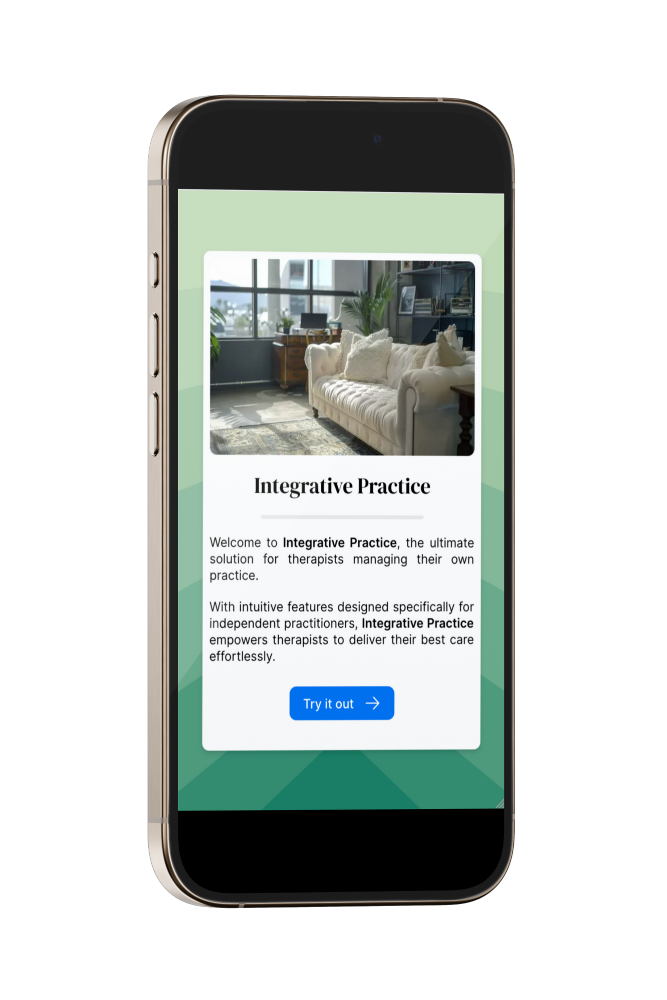 Integrative Practice
Welcome to Integrative Practice, the ultimate
solution for therapists managing their own
practice.
With intuitive features designed specifically for
independent practitioners, Integrative Practice
empowers therapists to deliver their best care
effortlessly.
Try it out →